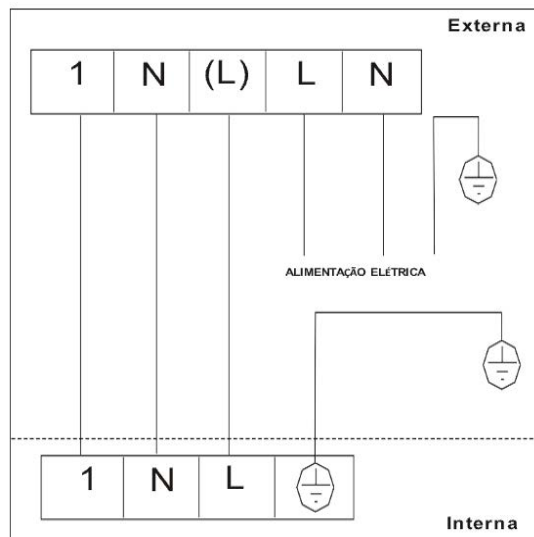 Externa
1 N (L) L N
ALIMENTAÇÃO ELÉTRICA
1 N L
Interna